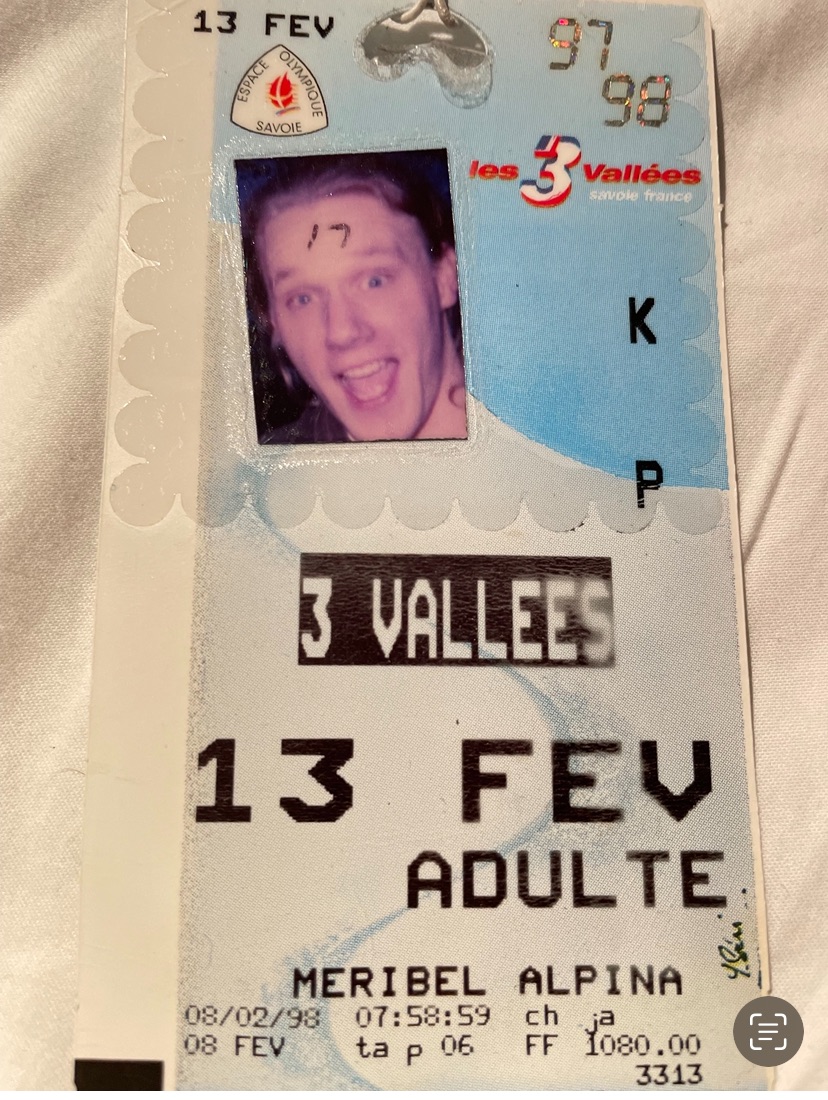 13 FEV
97
98
ESPACE OLYMPIQUE
SAVOIE
les 3 Vallées
savoie france
17
K
P
3 VALLEES
13 FEV
ADULTE
MERIBEL ALPINA
08/02/98 07:58:59 ch ja
08 FEV ta p 06 FF 1080.00
3313